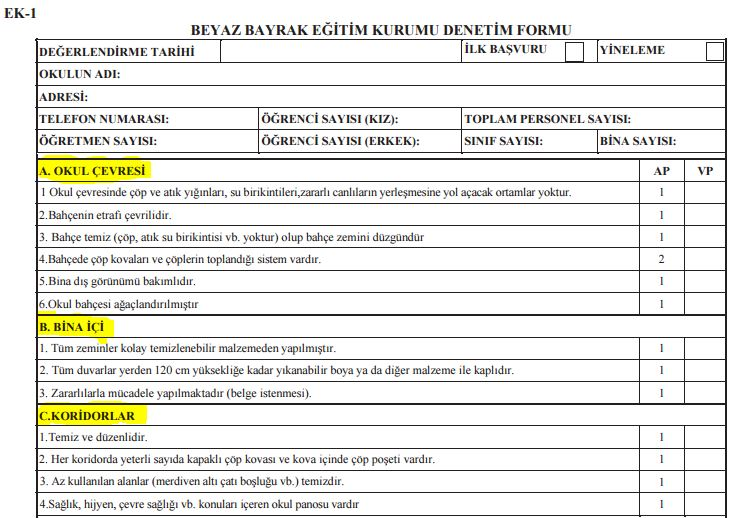 EK-1
BEYAZ BAYRAK EĞİTİM KURUMU DENETİM FORMU
DEĞERLENDİRME TARİHİ İLK BAŞVURU YİNELEME
OKULUN ADI:
ADRESİ:
TELEFON NUMARASI: ÖĞRENCİ SAYISI (KIZ): TOPLAM PERSONEL SAYISI:
ÖĞRETMEN SAYISI: ÖĞRENCİ SAYISI (ERKEK): SINIF SAYISI: BİNA SAYISI:
A. OKUL ÇEVRESİ AP VP
1 Okul çevresinde çöp ve atık yığınları, su birikintileri,zararlı canlıların yerleşmesine yol açacak ortamlar yoktur. 1
2.Bahçenin etrafı çevrilidir. 1
3. Bahçe temiz (çöp, atık su birikintisi vb. yoktur) olup bahçe zemini düzgündür 1
4.Bahçede çöp kovaları ve çöplerin toplandığı sistem vardır. 2
5.Bina dış görünümü bakımlıdır. 1
6.Okul bahçesi ağaçlandırılmıştır 1
B. BİNA İÇİ
1. Tüm zeminler kolay temizlenebilir malzemeden yapılmıştır. 1
2. Tüm duvarlar yerden 120 cm yüksekliğe kadar yıkanabilir boya ya da diğer malzeme ile kaplıdır. 1
3. Zararlılarla mücadele yapılmaktadır (belge istenmesi). 1
C.KORİDORLAR
1.Temiz ve düzenlidir. 1
2. Her koridorda yeterli sayıda kapaklı çöp kovası ve kova içinde çöp poşeti vardır. 1
3. Az kullanılan alanlar (merdiven altı çatı boşluğu vb.) temizdir. 1
4.Sağlık, hijyen, çevre sağlığı vb. konuları içeren okul panosu vardır 1